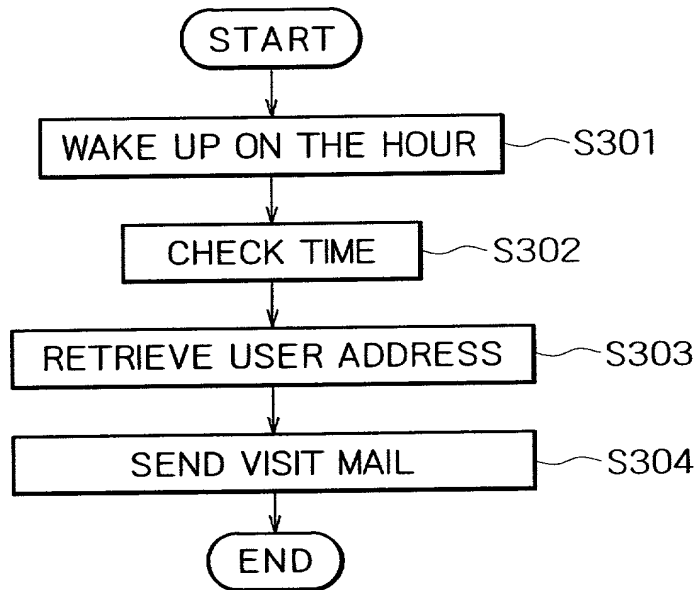 START
WAKE UP ON THE HOUR S301
CHECK TIME S302
RETRIEVE USER ADDRESS S303
SEND VISIT MAIL S304
END